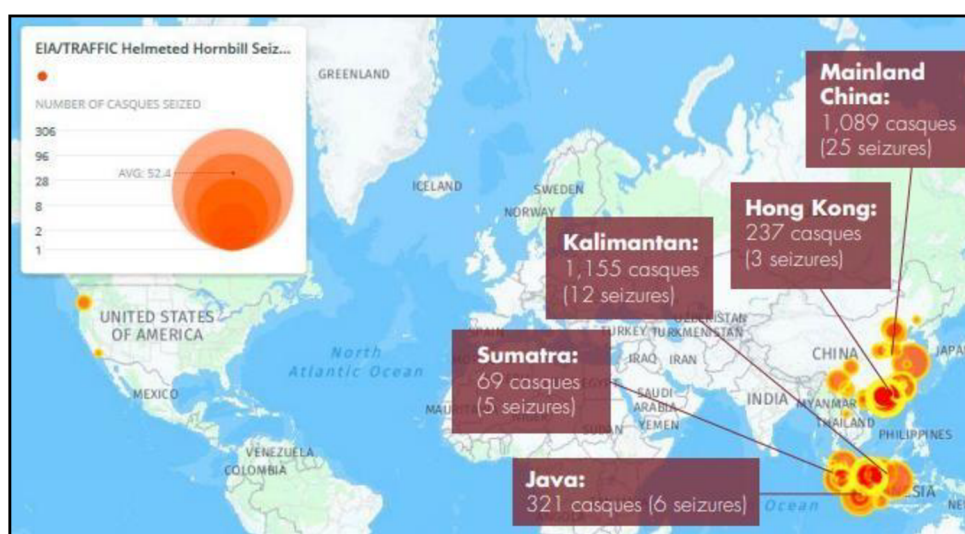 EIA/TRAFFIC Helmeted Hornbill Seiz...
NUMBER OF CASQUES SEIZED
306
96
AVG: 52.4
28
8
2
1
GREENLAND
ICELAND
SWEDEN
NORWAY
Mainland
China:
1,089 casques
(25 seizures)
Hong Kong:
237 casques
(3 seizures)
Kalimantan:
1,155 casques
(12 seizures)
Sumatra:
69 casques
(5 seizures)
Java:
321 casques (6 seizures)
UNITED STATES
OF AMERICA
North
Atlantic Ocean
MEXICO
VENEZUELA
COLOMBIA
SPAIN
TURKEY
UZBEKISTAN
TURKMENISTAN
IRAQ
IRAN
SAUDI
ARABIA
YEMEN
SUDAN
INDIA
CHINA
MYANMAR
THAILAND
PHILIPPINES
Ocean